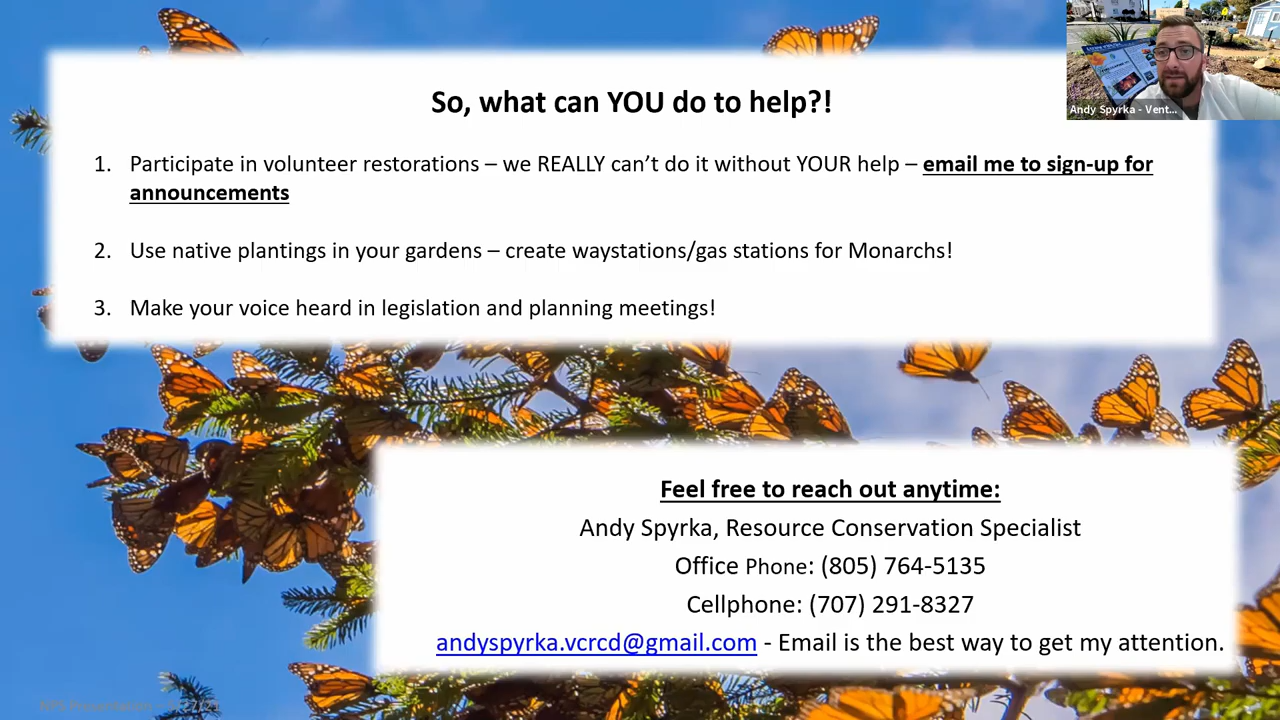 So, what can YOU do to help?!
1. Participate in volunteer restorations – we REALLY can’t do it without YOUR help – email me to sign-up for
announcements
2. Use native plantings in your gardens – create waystations/gas stations for Monarchs!
3. Make your voice heard in legislation and planning meetings!
Andy Spyrka - Vent...
Feel free to reach out anytime:
Andy Spyrka, Resource Conservation Specialist
Office Phone: (805) 764-5135
Cellphone: (707) 291-8327
andyspyrka.vcrcd@gmail.com - Email is the best way to get my attention.